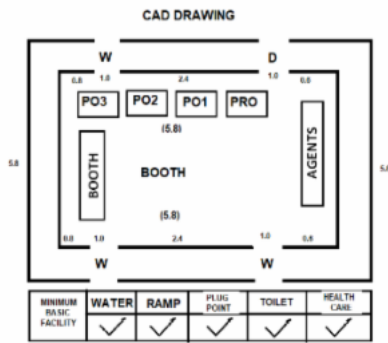 CAD DRAWING
W D
0.8 1.0 2.4 1.0 0.8
PO3 PO2 PO1 PRO
(5.8)
5.8
BOOTH
BOOTH
AGENTS
(5.8)
0.8 1.0 2.4 1.0 0.8
W W
MINIMUM BASIC FACILITY WATER RAMP PLUG POINT TOILET HEALTH CARE